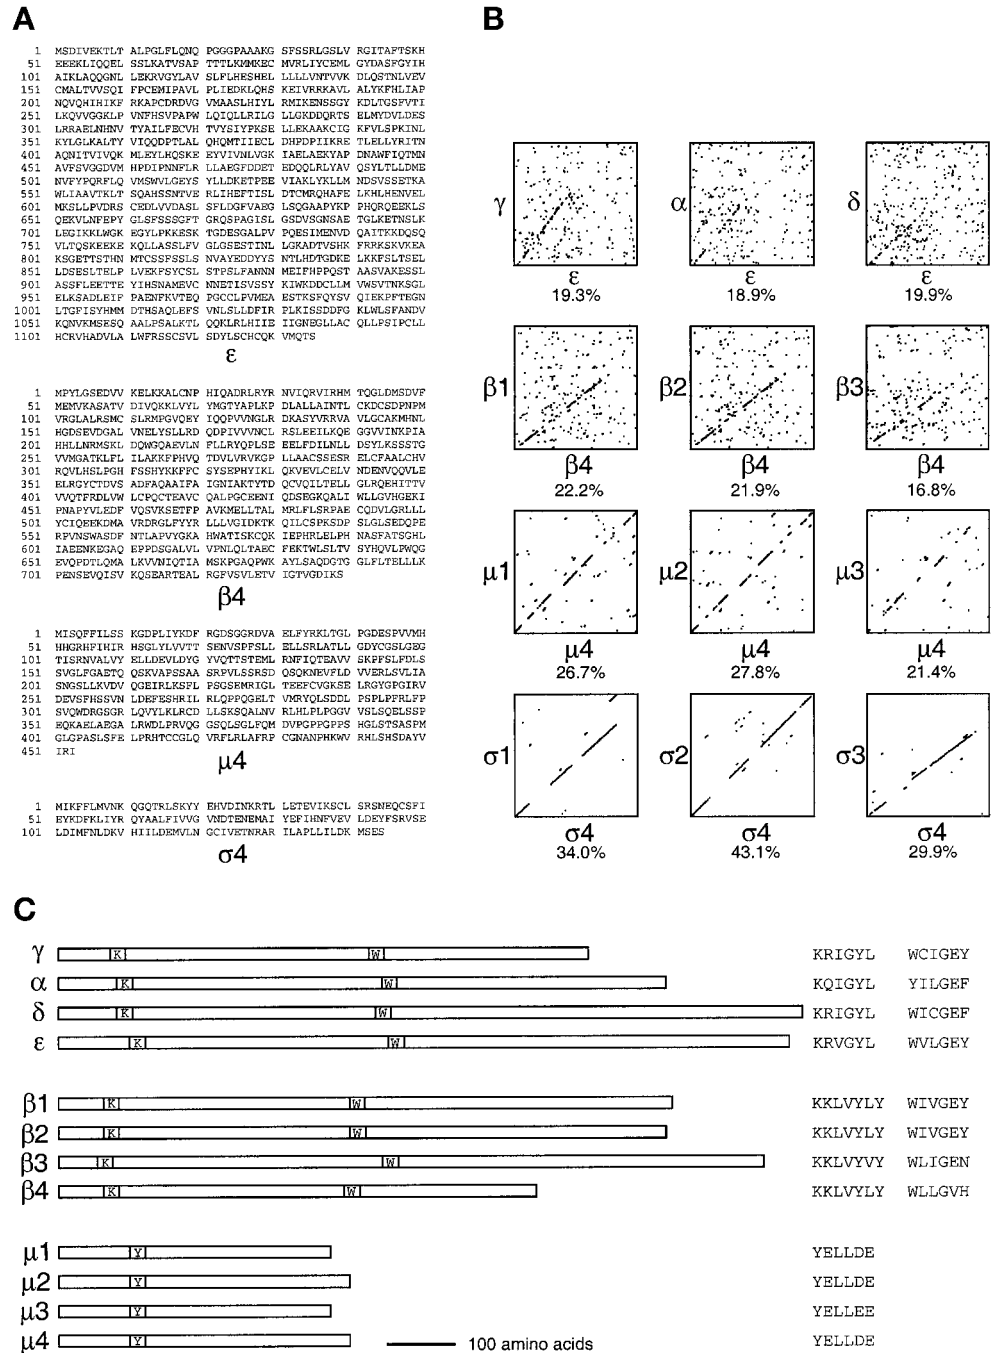 A
1 MSDIVEKTLT ALPGLFLQNQ PGGGPAAAKG SFSSRLGSLV RGITAFTSKH
51 EEEKLIQQEL SSLKATVSAP TTTLKMMKEC MVRLIYCEML GYDASFGYIH
101 AIKLAQQGNL LEKRVGYLAV SLFLHESHEL LLLLVNTVVK DLQSTNLVEV
151 CMALTVVSQI FPCEMIPAVL PLIEDKLQHS KEIVRRKAVL ALYKFHLIAP
201 NQVQHIHIKF RKAPCDRDVG VMAASLHIYL RMIKENSSGY KDLTGSFVTI
251 LKQVVGGKLP VNFHSVPAPW LQIQLLRILG LLGKDDQRTS ELMYDVLDES
301 LRRAELNHNV TYAILFECVH TVYSIYPKSE LLEKAAKCIG KFVLSPKINL
351 KYLGLKALTY VIQQDPTLAL QHQMTIIECL DHPDPIIKRE TLELLYRITN
401 AQNITVIVQK MLEYLHQSKE EYVIVNLVGK IAELAEKYAP DNAWFIQTMN
451 AVFSVGGDVM HPDIPNNFLR LLAEGFDDET EDQQLRLYAV QSYLTLLDME
501 NVFYPQRFLQ VMSWVLGEYS YLLDKETPEE VIAKLYKLLM NDSVSSETKA
551 WLIAAVTKLT SQAHSSNTVE RLIHEFTISL DTCMRQHAFE LKHLHENVEL
601 MKSLLPVDRS CEDLVVDASL SFLDGFVAEG LSQGAAPYKP PHQRQEEKLS
651 QEKVLNFEPY GLSFSSSGFT GRQSPAGISL GSDVSGNSAE TGLKETNSLK
701 LEGIKKLWGK EGYLPKKESK TGDESGALPV PQESIMENVD QAITKKDQSQ
751 VLTQSKEEKE KQLLASSLFV GLGSESTINL LGKADTVSHK FRRKSKVKEA
801 KSGETTSTHN MTCSSFSSLS NVAYEDDYYS NTLHDTGDKE LKKFSLTSEL
851 LDSESLTELP LVEKFSYCSL STPSLFANNN MEIFHPPQST AASVAKESSL
901 ASSFLEETTE YIHSNAMEVC NNETISVSSY KIWKDDCLLM VWSVTNKSGL
951 ELKSADLEIF PAENFKVTEQ PGCCLPVMEA ESTKSFQYSV QIEKPFTEGN
1001 LTGFISYHMM DTHSAQLEFS VNLSLLDFIR PLKISSDDFG KLWLSFANDV
1051 KQNVKMSESQ AALPSALKTL QQKLRLHIIE IIGNEGLLAC QLLPSIPCLL
1101 HCRVHADVLA LWFRSSCSVL SDYLSCHCQK VMQTS
ε
1 MPYLGSEDVV KELKKALCNP HIQADRLRYR NVIQRVIRHM TQGLDMSDVF
51 MEMVKASATV DIVQKKLVYL YMGTYAPLKP DLALLAINTL CKDCSDPNPM
101 VRGLALRSMC SLRMPGVQEY IQQPVVNGLR DKASYVRRVA VLGCAKMHNL
151 HGDSEVDGAL VNELYSLLRD QDPIVVVNCL RSLEEILKQE GGVVINKPIA
201 HHLLNRMSKL DQWGQAEVLN FLLRYQPLSE EELFDILNLL DSYLKSSSTG
251 VVMGATKLFL ILAKKFPHVQ TDVLVRVKGP LLAACSSESR ELCFAALCHV
301 RQVLHSLPGH FSSHYKKFFC SYSEPHYIKL QKVEVLCELV NDENVQQVLE
351 ELRGYCTDVS ADFAQAAIFA IGNIAKTYTD QCVQILTELL GLRQEHITTV
401 VVQTFRDLVW LCPQCTEAVC QALPGCEENI QDSEGKQALI WLLGVHGEKI
451 PNAPYVLEDF VQSVKSETFP AVKMELLTAL MRLFLSRPAE CQDVLGRLLL
501 YCIQEEKDMA VRDRGLFYYR LLLVGIDKTK QILCSPKSDP SLGLSEDQPE
551 RPVNSWASDF NTLAPVYGKA HWATISKCQK IEPHRLELPH NASFATSGHL
601 IAEENKEGAQ EPPDSGALVL VPNLQLTAEC FEKTWLSLTV SYHQVLPWQG
651 EVQPDTLQMA LKVVNIQTIA MSKPGAQPWK AYLSAQDGTG GLFLTELLLK
701 PENSEVQISV KQSEARTEAL RGFVSVLETV IGTVGDIKS
β4
1 MISQFFILSS KGDPLIYKDF RGDSGGRDVA ELFYRKLTGL PGDESPVVMH
51 HHGRHFIHIR HSGLYLVVTT SENVSPFSLL ELLSRLATLL GDYCGSLGEG
101 TISRNVALVY ELLDEVLDYG YVQTTSTEML RNFIQTEAVV SKPFSLFDLS
151 SVGLFGAETQ QSKVAPSSAA SRPVLSSRSD QSQKNEVFLD VVERLSVLIA
201 SNGSLLKVDV QGEIRLKSFL PSGSEMRIGL TEEFCVGKSE LRGYGPGIRV
251 DEVSFHSSVN LDEFESHRIL RLQPPQGELT VMRYQLSDDL PSPLPFRLFP
301 SVQWDRGSGR LQVYLKLRCD LLSKSQALNV RLHLPLPKGV VSLSQELSSP
351 EQKAELAEGA LRWDLPRVQG GSQLSGLFQM DVPGPPGPPS HGLSTSASPM
401 GLGPASLSFE LPRHTCCGLQ VRFLRLAFRP CGNANPHKWV RHLSHSDAYV
451 IRI
μ4
1 MIKFFLMVNK QGQTRLSKYY EHVDINKRTL LETEVIKSCL SRSNEQCSFI
51 EYKDFKLIYR QYAALFIVVG VNDTENEMAI YEFIHNFVEV LDEYFSRVSE
101 LDIMFNLDKV HIILDEMVLN GCIVETNRAR ILAPLLILDK MSES
σ4
B
γ
ε
19.3%
α
ε
18.9%
δ
ε
19.9%
β1
β4
22.2%
β2
β4
21.9%
β3
β4
16.8%
μ1
μ4
26.7%
μ2
μ4
27.8%
μ3
μ4
21.4%
σ1
σ4
34.0%
σ2
σ4
43.1%
σ3
σ4
29.9%
C
γ K W KRIGYL WCIGEY
α K W KQIGYL YILGEF
δ K W KRIGYL WICGEF
ε K W KRVGYL WVLGEY
β1 K W KKLVYLY WIVGEY
β2 K W KKLVYLY WIVGEY
β3 K W KKLVYVY WLIGEN
β4 K W KKLVYLY WLLGVH
μ1 Y YELLDE
μ2 Y YELLDE
μ3 Y YELLEE
μ4 Y 100 amino acids YELLDE